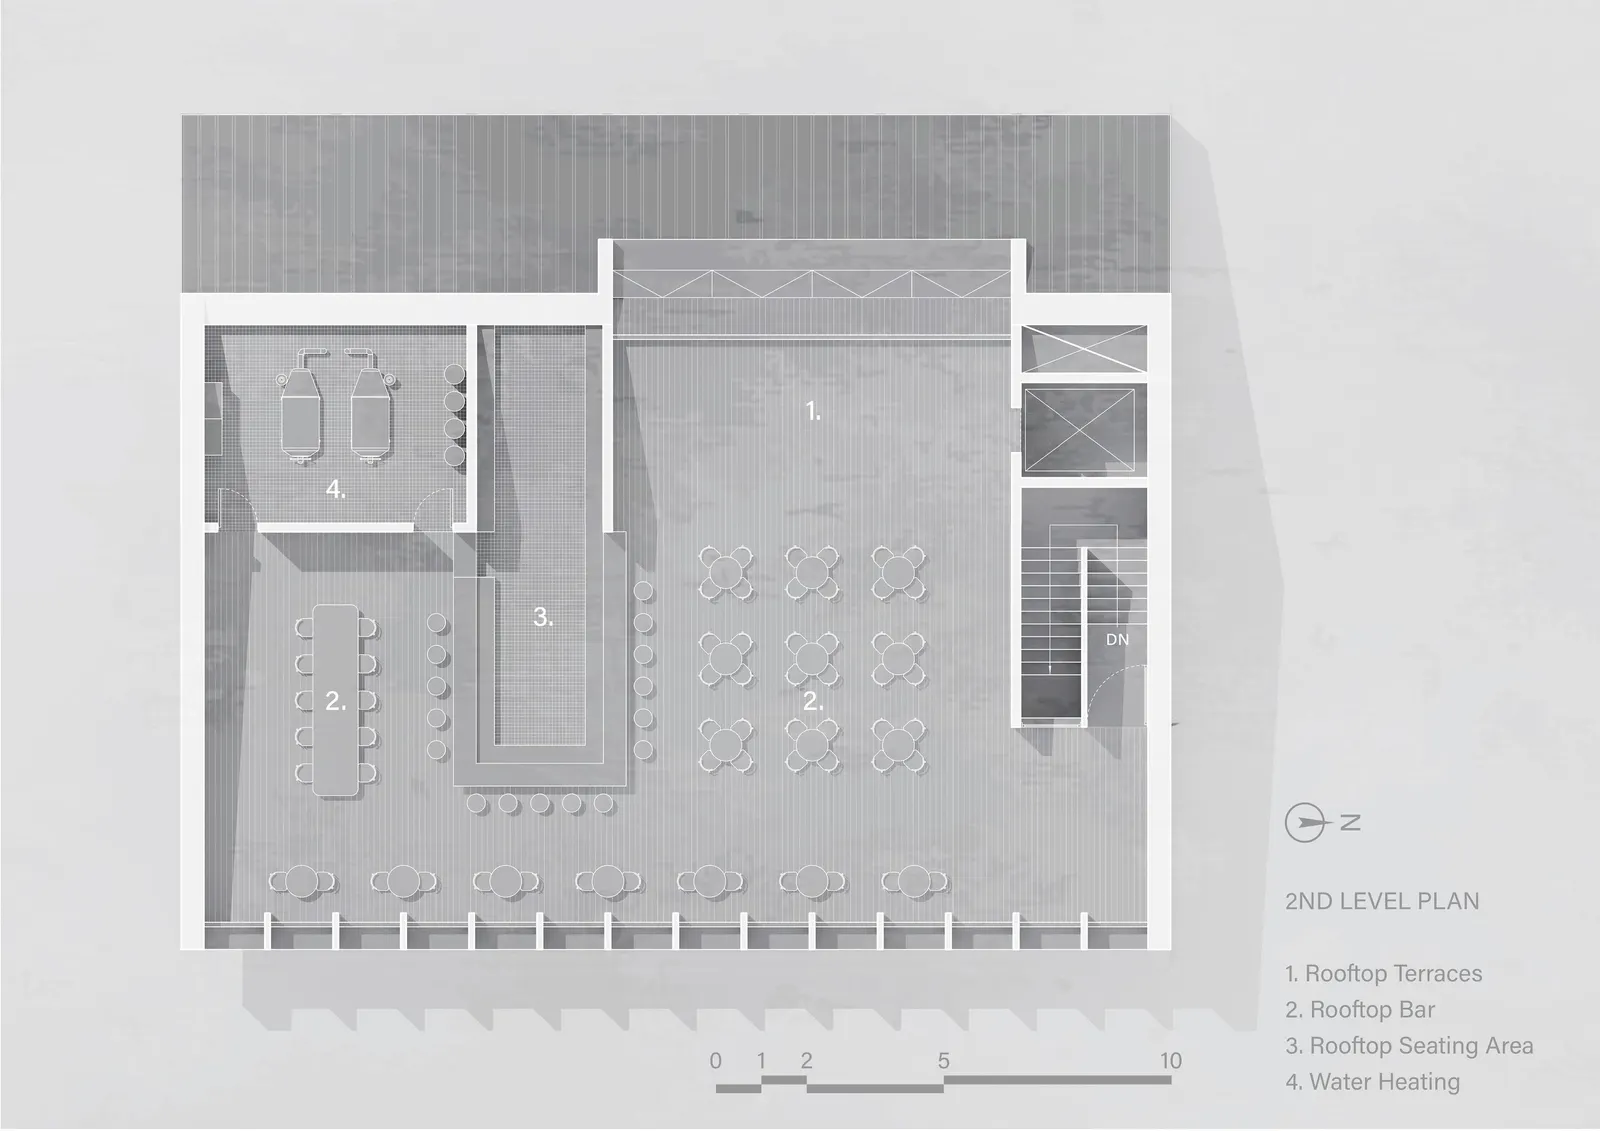 1.
4.
3.
DN
2.
2.
N
2ND LEVEL PLAN
1. Rooftop Terraces
2. Rooftop Bar
3. Rooftop Seating Area
4. Water Heating
0 1 2 5 10